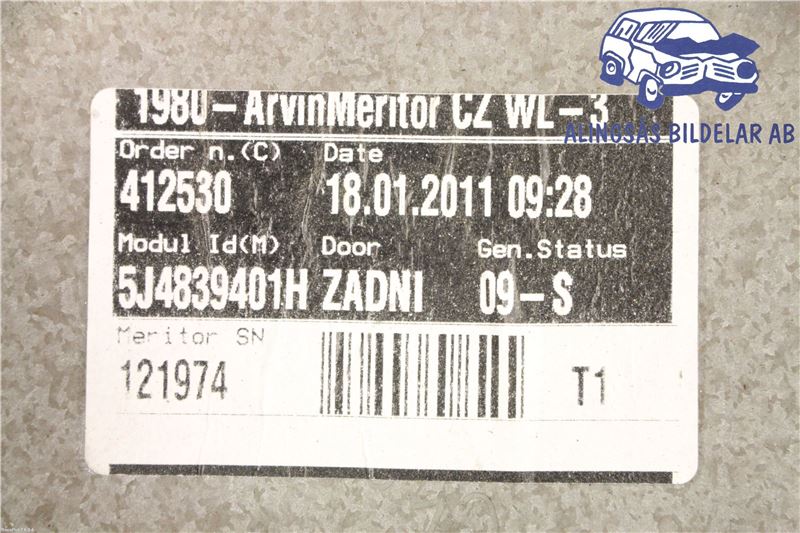 1980-ArvinMeritor CZ WL-3
ALINGSÅS BILDELAR AB
Order n.(C) Date
412530 18.01.2011 09:28
Modul Id(M) Door Gen.Status
5J4839401H ZADNI 09-S
Meritor SN
121974 T1